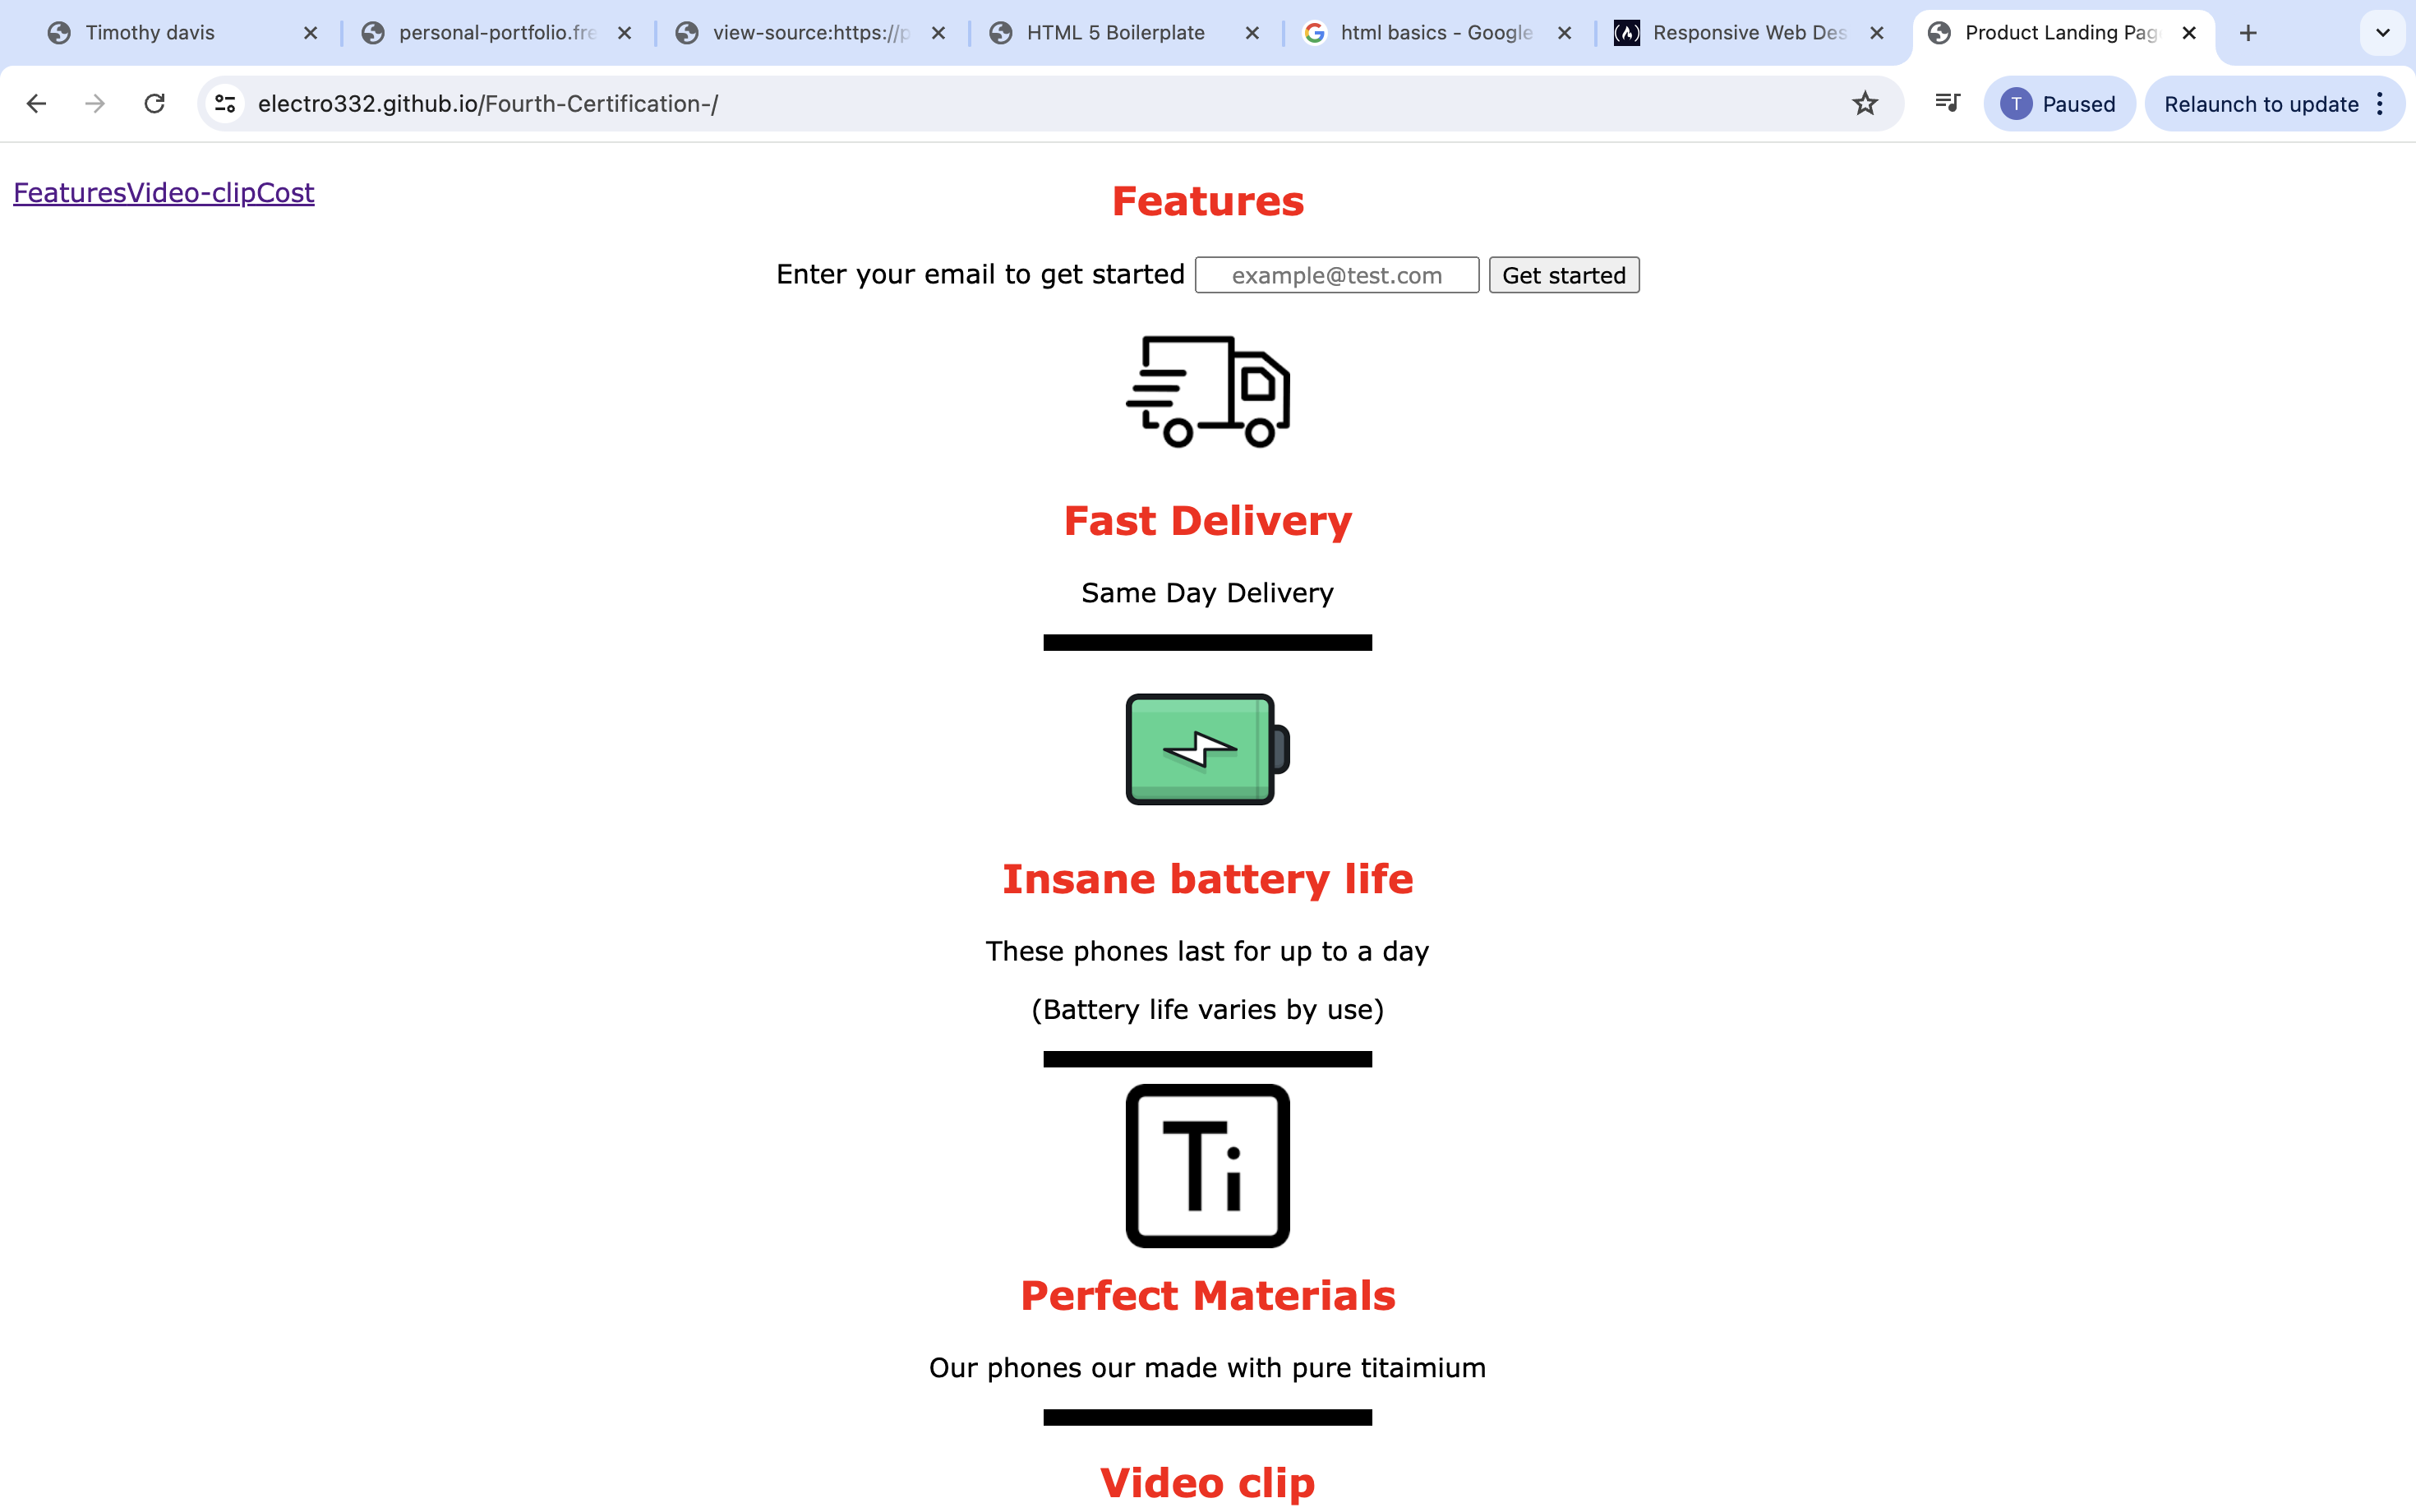 Timothy davis
personal-portfolio.fre
view-source:https://p
HTML 5 Boilerplate
html basics - Google
Responsive Web Des
Product Landing Pag
electro332.github.io/Fourth-Certification-/
T Paused
Relaunch to update
FeaturesVideo-clipCost
Features
Enter your email to get started example@test.com Get started
Fast Delivery
Same Day Delivery
Insane battery life
These phones last for up to a day
(Battery life varies by use)
Ti
Perfect Materials
Our phones our made with pure titaimium
Video clip